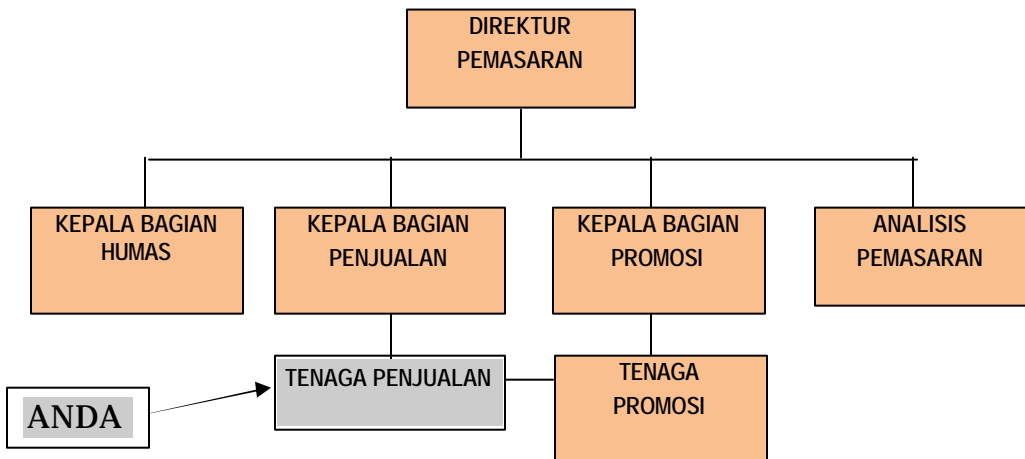 DIREKTUR
PEMASARAN
KEPALA BAGIAN
HUMAS
KEPALA BAGIAN
PENJUALAN
KEPALA BAGIAN
PROMOSI
ANALISIS
PEMASARAN
TENAGA PENJUALAN
TENAGA
PROMOSI
ANDA